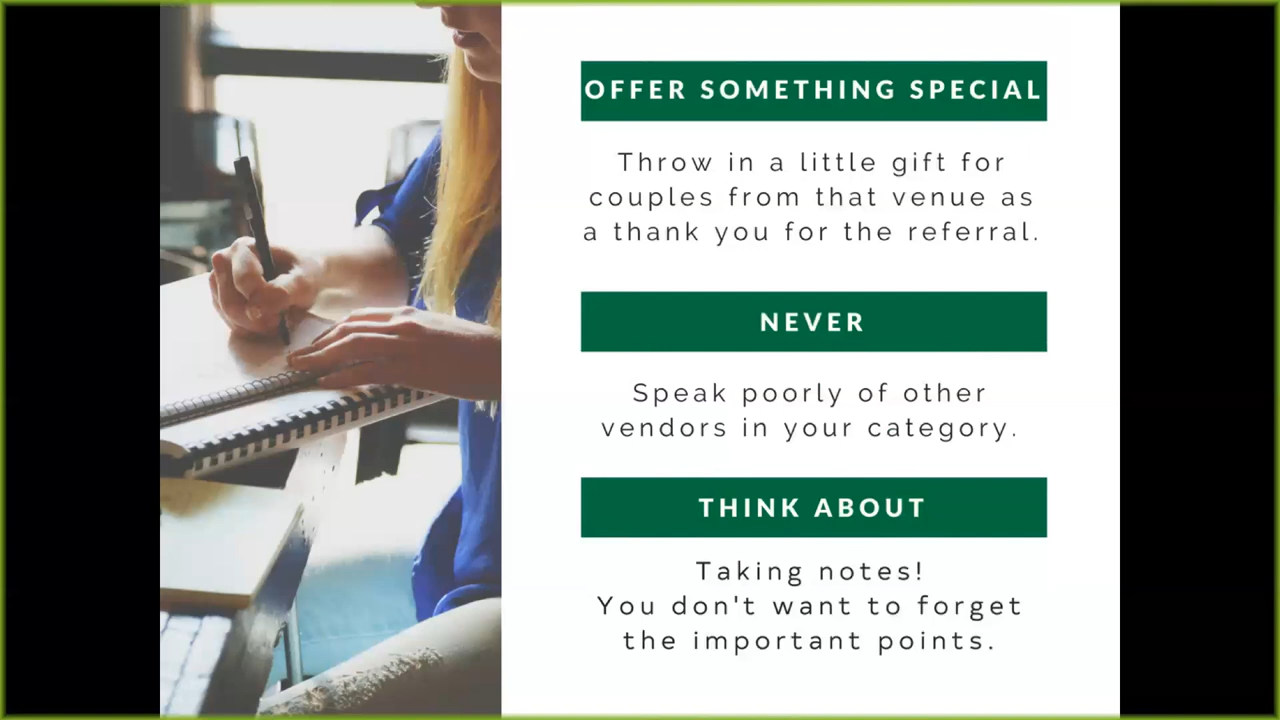 OFFER SOMETHING SPECIAL
Throw in a little gift for
couples from that venue as
a thank you for the referral.
NEVER
Speak poorly of other
vendors in your category.
THINK ABOUT
Taking notes!
You don't want to forget
the important points.